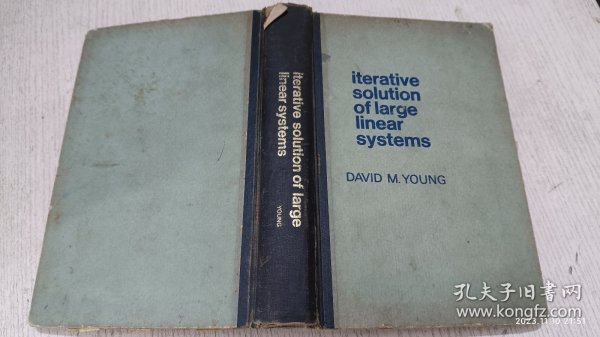 iterative solution of large
linear systems
YOUNG
iterative
solution
of large
linear
systems
DAVID M. YOUNG
孔夫子旧书网
www.kongfz.com
2023.11.10 21:51